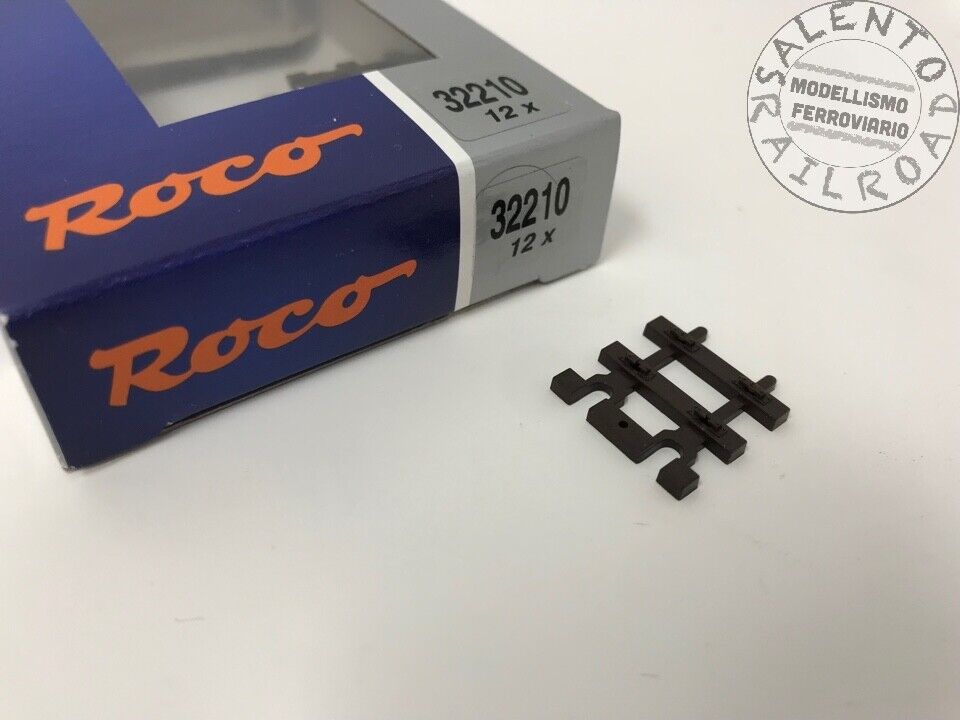 32210
12 x
Roco
32210
12 x
Roco
SALENTO
MODELLISMO
FERROVIARIO
RAILROAD